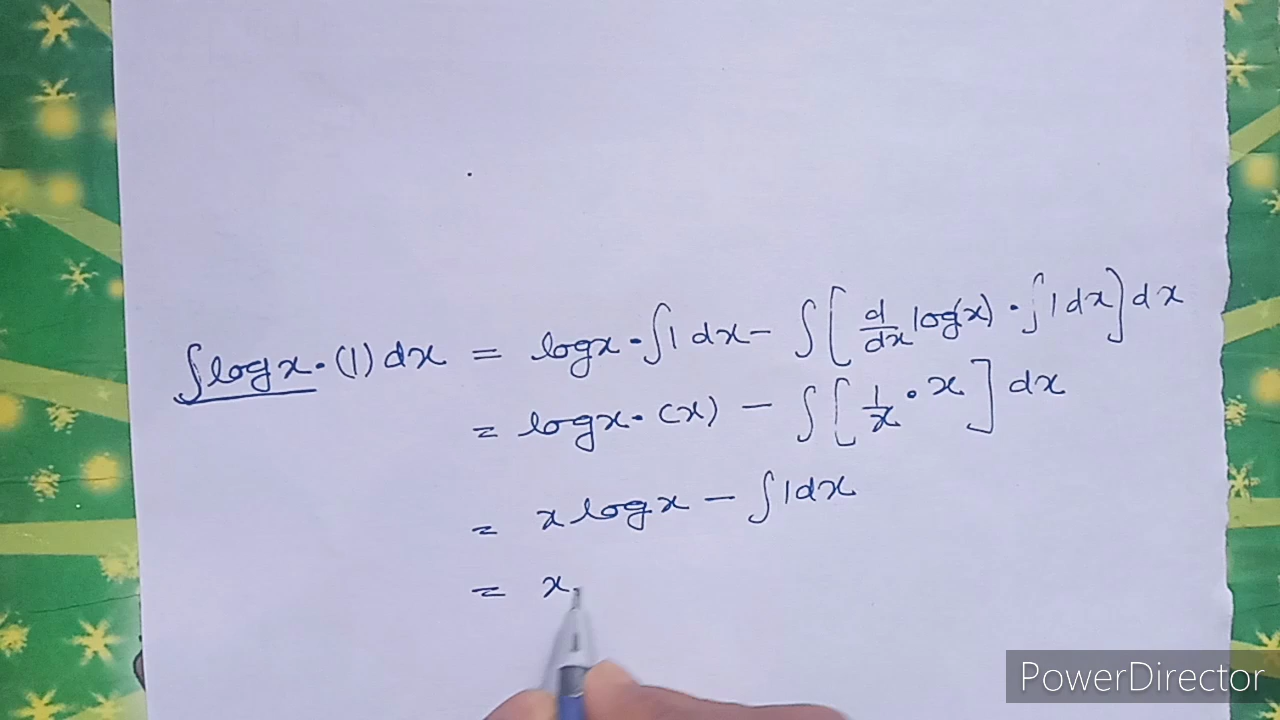 ∫log x · (1) dx = log x · ∫1 dx – ∫[d/dx log(x) · ∫1 dx] dx
= log x · (x) – ∫[1/x · x] dx
= x log x – ∫1 dx
= x
PowerDirector